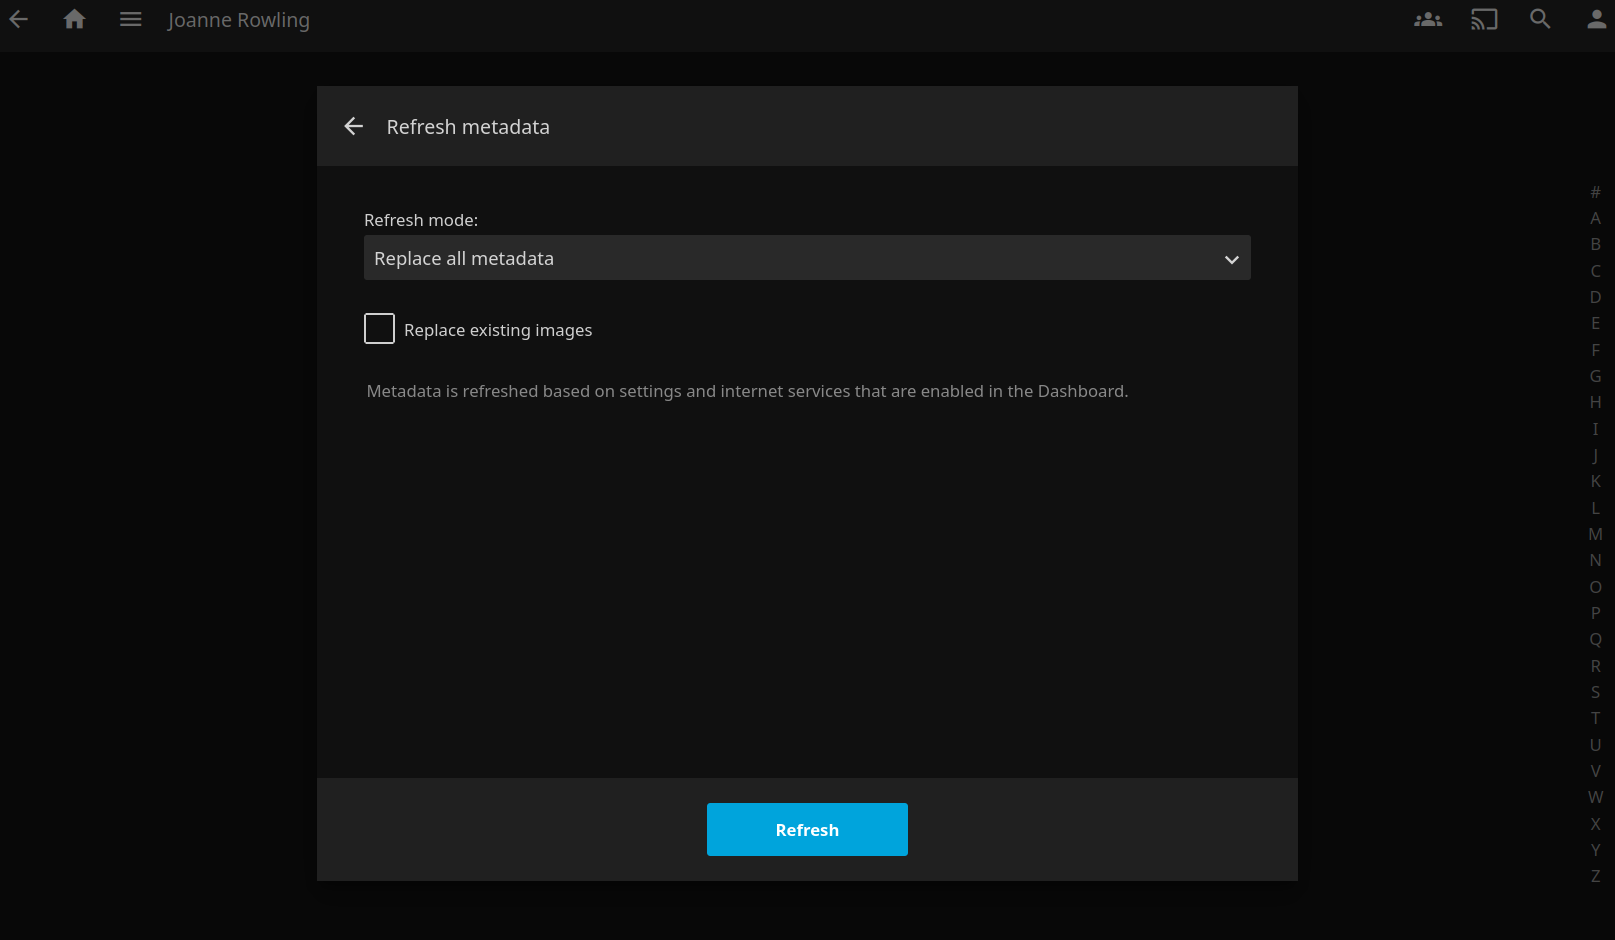 Joanne Rowling
Refresh metadata
Refresh mode:
Replace all metadata
Replace existing images
Metadata is refreshed based on settings and internet services that are enabled in the Dashboard.
Refresh
#
A
B
C
D
E
F
G
H
I
J
K
L
M
N
O
P
Q
R
S
T
U
V
W
X
Y
Z